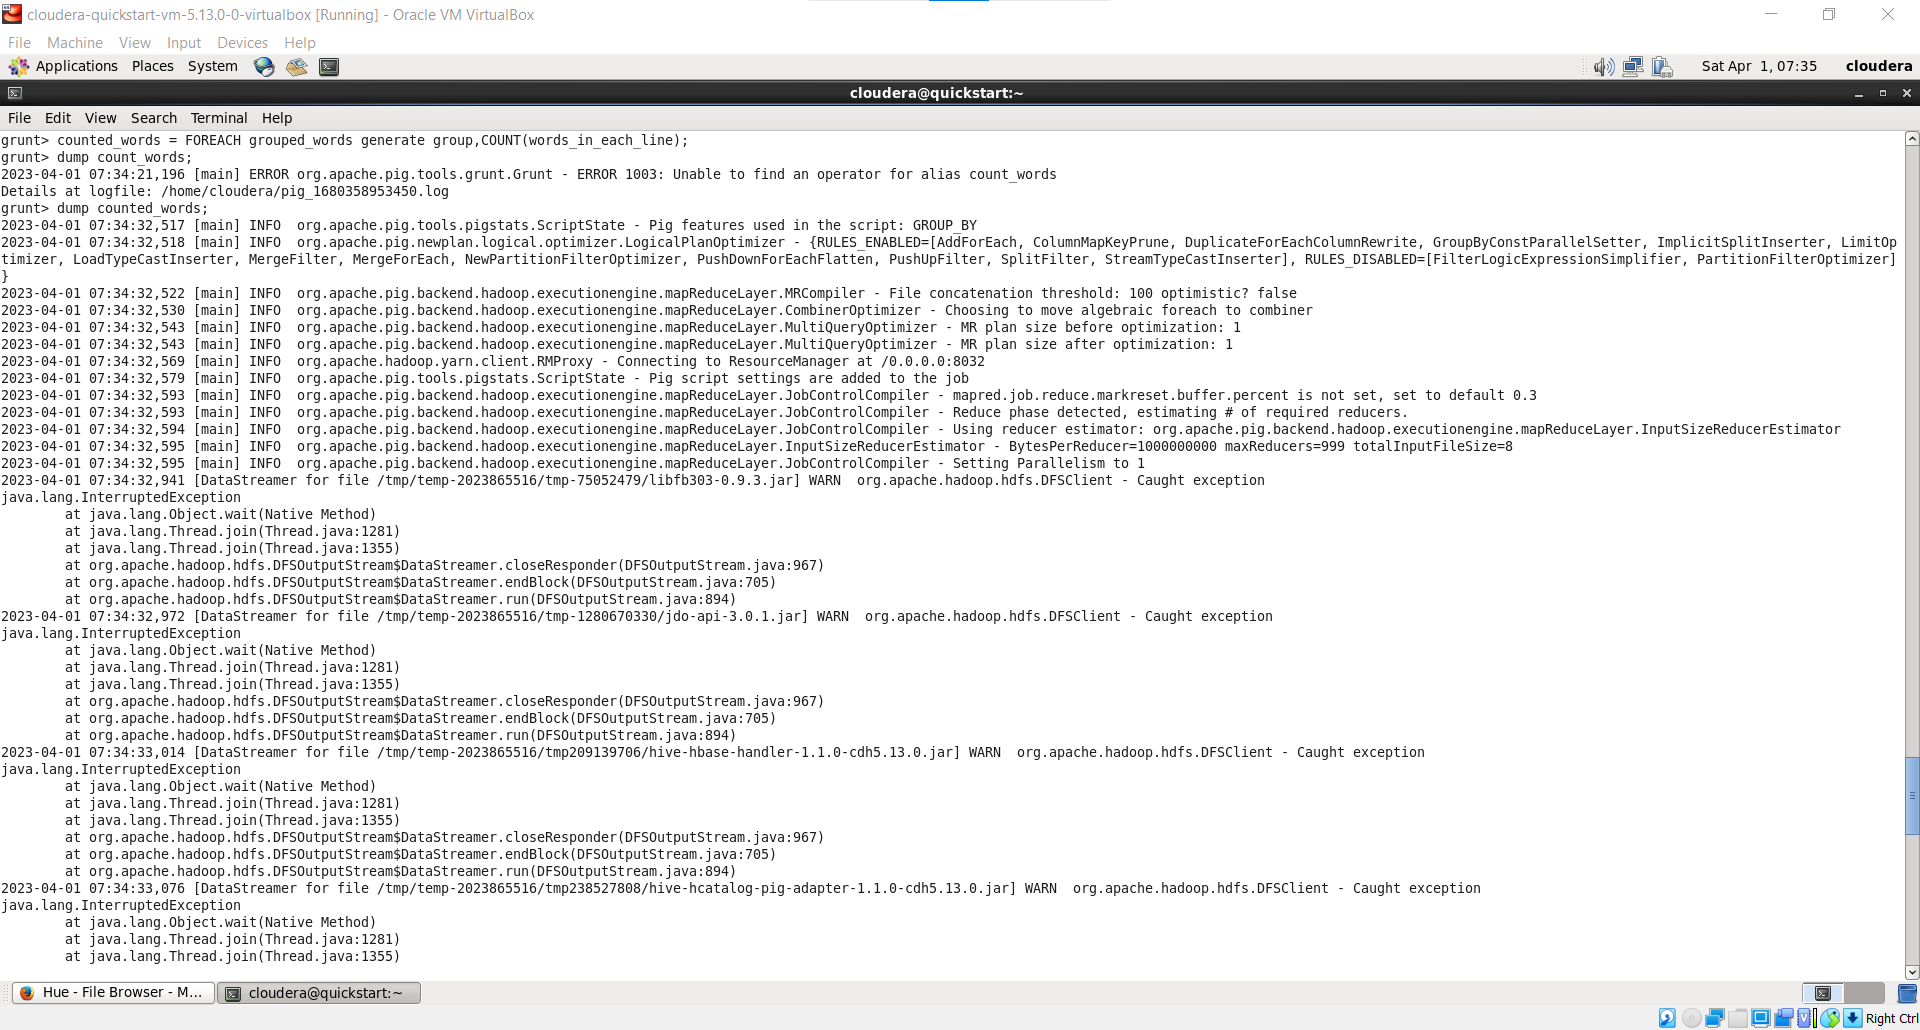 cloudera-quickstart-vm-5.13.0-0-virtualbox [Running] - Oracle VM VirtualBox
File Machine View Input Devices Help
Applications Places System Sat Apr 1, 07:35 cloudera
cloudera@quickstart:~
File Edit View Search Terminal Help
grunt> counted_words = FOREACH grouped_words generate group,COUNT(words_in_each_line);
grunt> dump count_words;
2023-04-01 07:34:21,196 [main] ERROR org.apache.pig.tools.grunt.Grunt - ERROR 1003: Unable to find an operator for alias count_words
Details at logfile: /home/cloudera/pig_1680358953450.log
grunt> dump counted_words;
2023-04-01 07:34:32,517 [main] INFO  org.apache.pig.tools.pigstats.ScriptState - Pig features used in the script: GROUP_BY
2023-04-01 07:34:32,518 [main] INFO  org.apache.pig.newplan.logical.optimizer.LogicalPlanOptimizer - {RULES_ENABLED=[AddForEach, ColumnMapKeyPrune, DuplicateForEachColumnRewrite, GroupByConstParallelSetter, ImplicitSplitInserter, LimitOp
timizer, LoadTypeCastInserter, MergeFilter, MergeForEach, NewPartitionFilterOptimizer, PushDownForEachFlatten, PushUpFilter, SplitFilter, StreamTypeCastInserter], RULES_DISABLED=[FilterLogicExpressionSimplifier, PartitionFilterOptimizer]
}
2023-04-01 07:34:32,522 [main] INFO  org.apache.pig.backend.hadoop.executionengine.mapReduceLayer.MRCompiler - File concatenation threshold: 100 optimistic? false
2023-04-01 07:34:32,530 [main] INFO  org.apache.pig.backend.hadoop.executionengine.mapReduceLayer.CombinerOptimizer - Choosing to move algebraic foreach to combiner
2023-04-01 07:34:32,543 [main] INFO  org.apache.pig.backend.hadoop.executionengine.mapReduceLayer.MultiQueryOptimizer - MR plan size before optimization: 1
2023-04-01 07:34:32,543 [main] INFO  org.apache.pig.backend.hadoop.executionengine.mapReduceLayer.MultiQueryOptimizer - MR plan size after optimization: 1
2023-04-01 07:34:32,569 [main] INFO  org.apache.hadoop.yarn.client.RMProxy - Connecting to ResourceManager at /0.0.0.0:8032
2023-04-01 07:34:32,579 [main] INFO  org.apache.pig.tools.pigstats.ScriptState - Pig script settings are added to the job
2023-04-01 07:34:32,593 [main] INFO  org.apache.pig.backend.hadoop.executionengine.mapReduceLayer.JobControlCompiler - mapred.job.reduce.markreset.buffer.percent is not set, set to default 0.3
2023-04-01 07:34:32,593 [main] INFO  org.apache.pig.backend.hadoop.executionengine.mapReduceLayer.JobControlCompiler - Reduce phase detected, estimating # of required reducers.
2023-04-01 07:34:32,594 [main] INFO  org.apache.pig.backend.hadoop.executionengine.mapReduceLayer.JobControlCompiler - Using reducer estimator: org.apache.pig.backend.hadoop.executionengine.mapReduceLayer.InputSizeReducerEstimator
2023-04-01 07:34:32,595 [main] INFO  org.apache.pig.backend.hadoop.executionengine.mapReduceLayer.InputSizeReducerEstimator - BytesPerReducer=1000000000 maxReducers=999 totalInputFileSize=8
2023-04-01 07:34:32,595 [main] INFO  org.apache.pig.backend.hadoop.executionengine.mapReduceLayer.JobControlCompiler - Setting Parallelism to 1
2023-04-01 07:34:32,941 [DataStreamer for file /tmp/temp-2023865516/tmp-75052479/libfb303-0.9.3.jar] WARN  org.apache.hadoop.hdfs.DFSClient - Caught exception
java.lang.InterruptedException
at java.lang.Object.wait(Native Method)
at java.lang.Thread.join(Thread.java:1281)
at java.lang.Thread.join(Thread.java:1355)
at org.apache.hadoop.hdfs.DFSOutputStream$DataStreamer.closeResponder(DFSOutputStream.java:967)
at org.apache.hadoop.hdfs.DFSOutputStream$DataStreamer.endBlock(DFSOutputStream.java:705)
at org.apache.hadoop.hdfs.DFSOutputStream$DataStreamer.run(DFSOutputStream.java:894)
2023-04-01 07:34:32,972 [DataStreamer for file /tmp/temp-2023865516/tmp-1280670330/jdo-api-3.0.1.jar] WARN  org.apache.hadoop.hdfs.DFSClient - Caught exception
java.lang.InterruptedException
at java.lang.Object.wait(Native Method)
at java.lang.Thread.join(Thread.java:1281)
at java.lang.Thread.join(Thread.java:1355)
at org.apache.hadoop.hdfs.DFSOutputStream$DataStreamer.closeResponder(DFSOutputStream.java:967)
at org.apache.hadoop.hdfs.DFSOutputStream$DataStreamer.endBlock(DFSOutputStream.java:705)
at org.apache.hadoop.hdfs.DFSOutputStream$DataStreamer.run(DFSOutputStream.java:894)
2023-04-01 07:34:33,014 [DataStreamer for file /tmp/temp-2023865516/tmp209139706/hive-hbase-handler-1.1.0-cdh5.13.0.jar] WARN  org.apache.hadoop.hdfs.DFSClient - Caught exception
java.lang.InterruptedException
at java.lang.Object.wait(Native Method)
at java.lang.Thread.join(Thread.java:1281)
at java.lang.Thread.join(Thread.java:1355)
at org.apache.hadoop.hdfs.DFSOutputStream$DataStreamer.closeResponder(DFSOutputStream.java:967)
at org.apache.hadoop.hdfs.DFSOutputStream$DataStreamer.endBlock(DFSOutputStream.java:705)
at org.apache.hadoop.hdfs.DFSOutputStream$DataStreamer.run(DFSOutputStream.java:894)
2023-04-01 07:34:33,076 [DataStreamer for file /tmp/temp-2023865516/tmp238527808/hive-hcatalog-pig-adapter-1.1.0-cdh5.13.0.jar] WARN  org.apache.hadoop.hdfs.DFSClient - Caught exception
java.lang.InterruptedException
at java.lang.Object.wait(Native Method)
at java.lang.Thread.join(Thread.java:1281)
at java.lang.Thread.join(Thread.java:1355)
Hue - File Browser - M... cloudera@quickstart:~
Right Ctrl